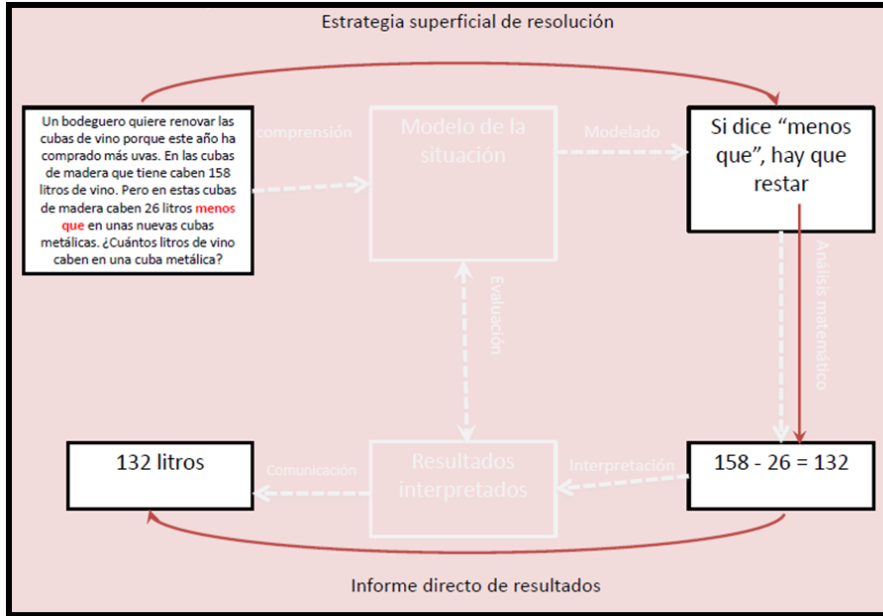 Estrategia superficial de resolución
Un bodeguero quiere renovar las
cubas de vino porque este año ha
comprado más uvas. En las cubas
de madera que tiene caben 158
litros de vino. Pero en estas cubas
de madera caben 26 litros menos
que en unas nuevas cubas
metálicas. ¿Cuántos litros de vino
caben en una cuba metálica?
comprensión
Modelo de la
situación
Modelado
Si dice “menos
que”, hay que
restar
Evaluación
Análisis matemático
132 litros
Comunicación
Resultados
interpretados
Interpretación
158 - 26 = 132
Informe directo de resultados